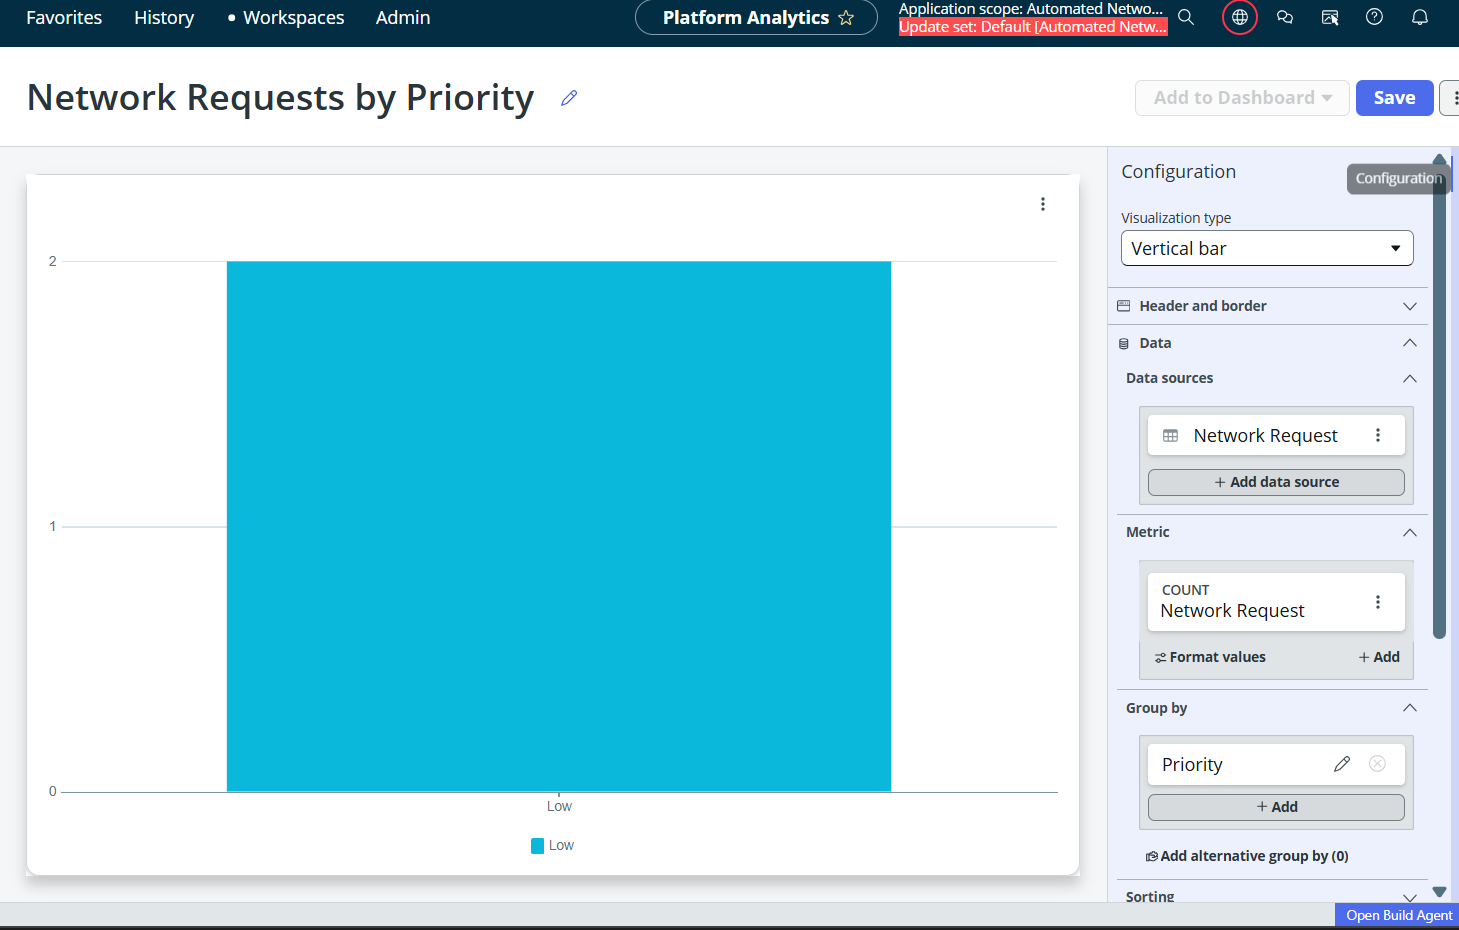 Favorites
History
Workspaces
Admin
Platform Analytics
Application scope: Automated Netwo...
Update set: Default [Automated Netw...
Network Requests by Priority
Add to Dashboard
Save
Configuration
Configuration
Visualization type
Vertical bar
Header and border
Data
Data sources
Network Request
+ Add data source
Metric
COUNT
Network Request
Format values
+ Add
Group by
Priority
+ Add
Add alternative group by (0)
Sorting
2
1
0
Low
Low
Open Build Agent